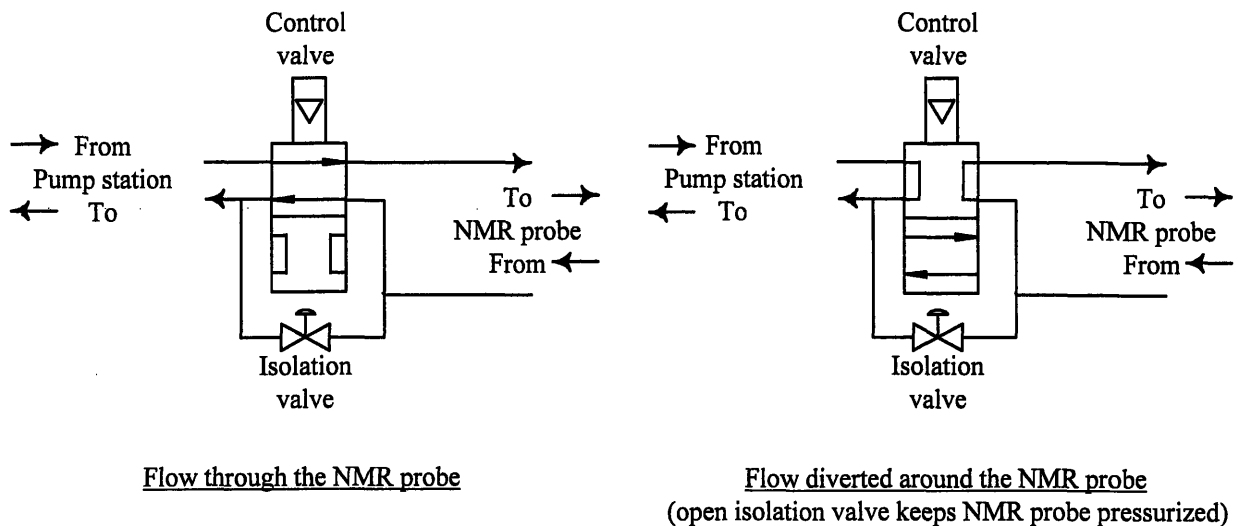 Control
valve
From
Pump station
To
To
NMR probe
From
Isolation
valve
Flow through the NMR probe
Control
valve
From
Pump station
To
To
NMR probe
From
Isolation
valve
Flow diverted around the NMR probe
(open isolation valve keeps NMR probe pressurized)